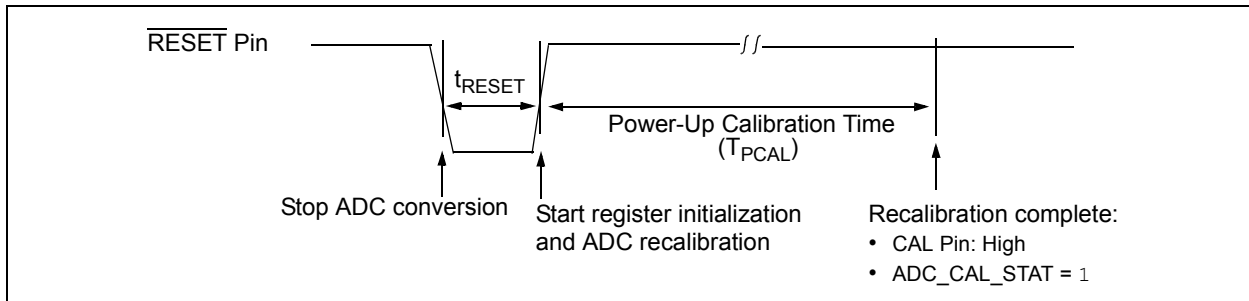 RESET Pin
tRESET
Power-Up Calibration Time
(TPCAL)
Stop ADC conversion
Start register initialization
and ADC recalibration
Recalibration complete:
• CAL Pin: High
• ADC_CAL_STAT = 1